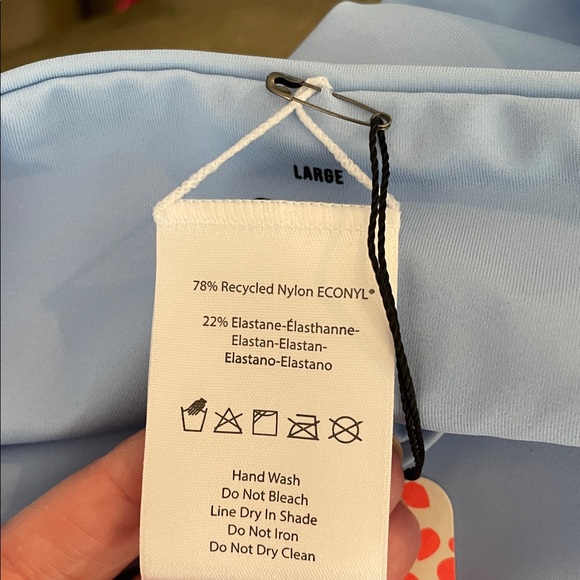 LARGE
78% Recycled Nylon ECONYL®
22% Elastane-Élasthanne-
Elastan-Elastan-
Elastano-Elastano
Hand Wash
Do Not Bleach
Line Dry In Shade
Do Not Iron
Do Not Dry Clean